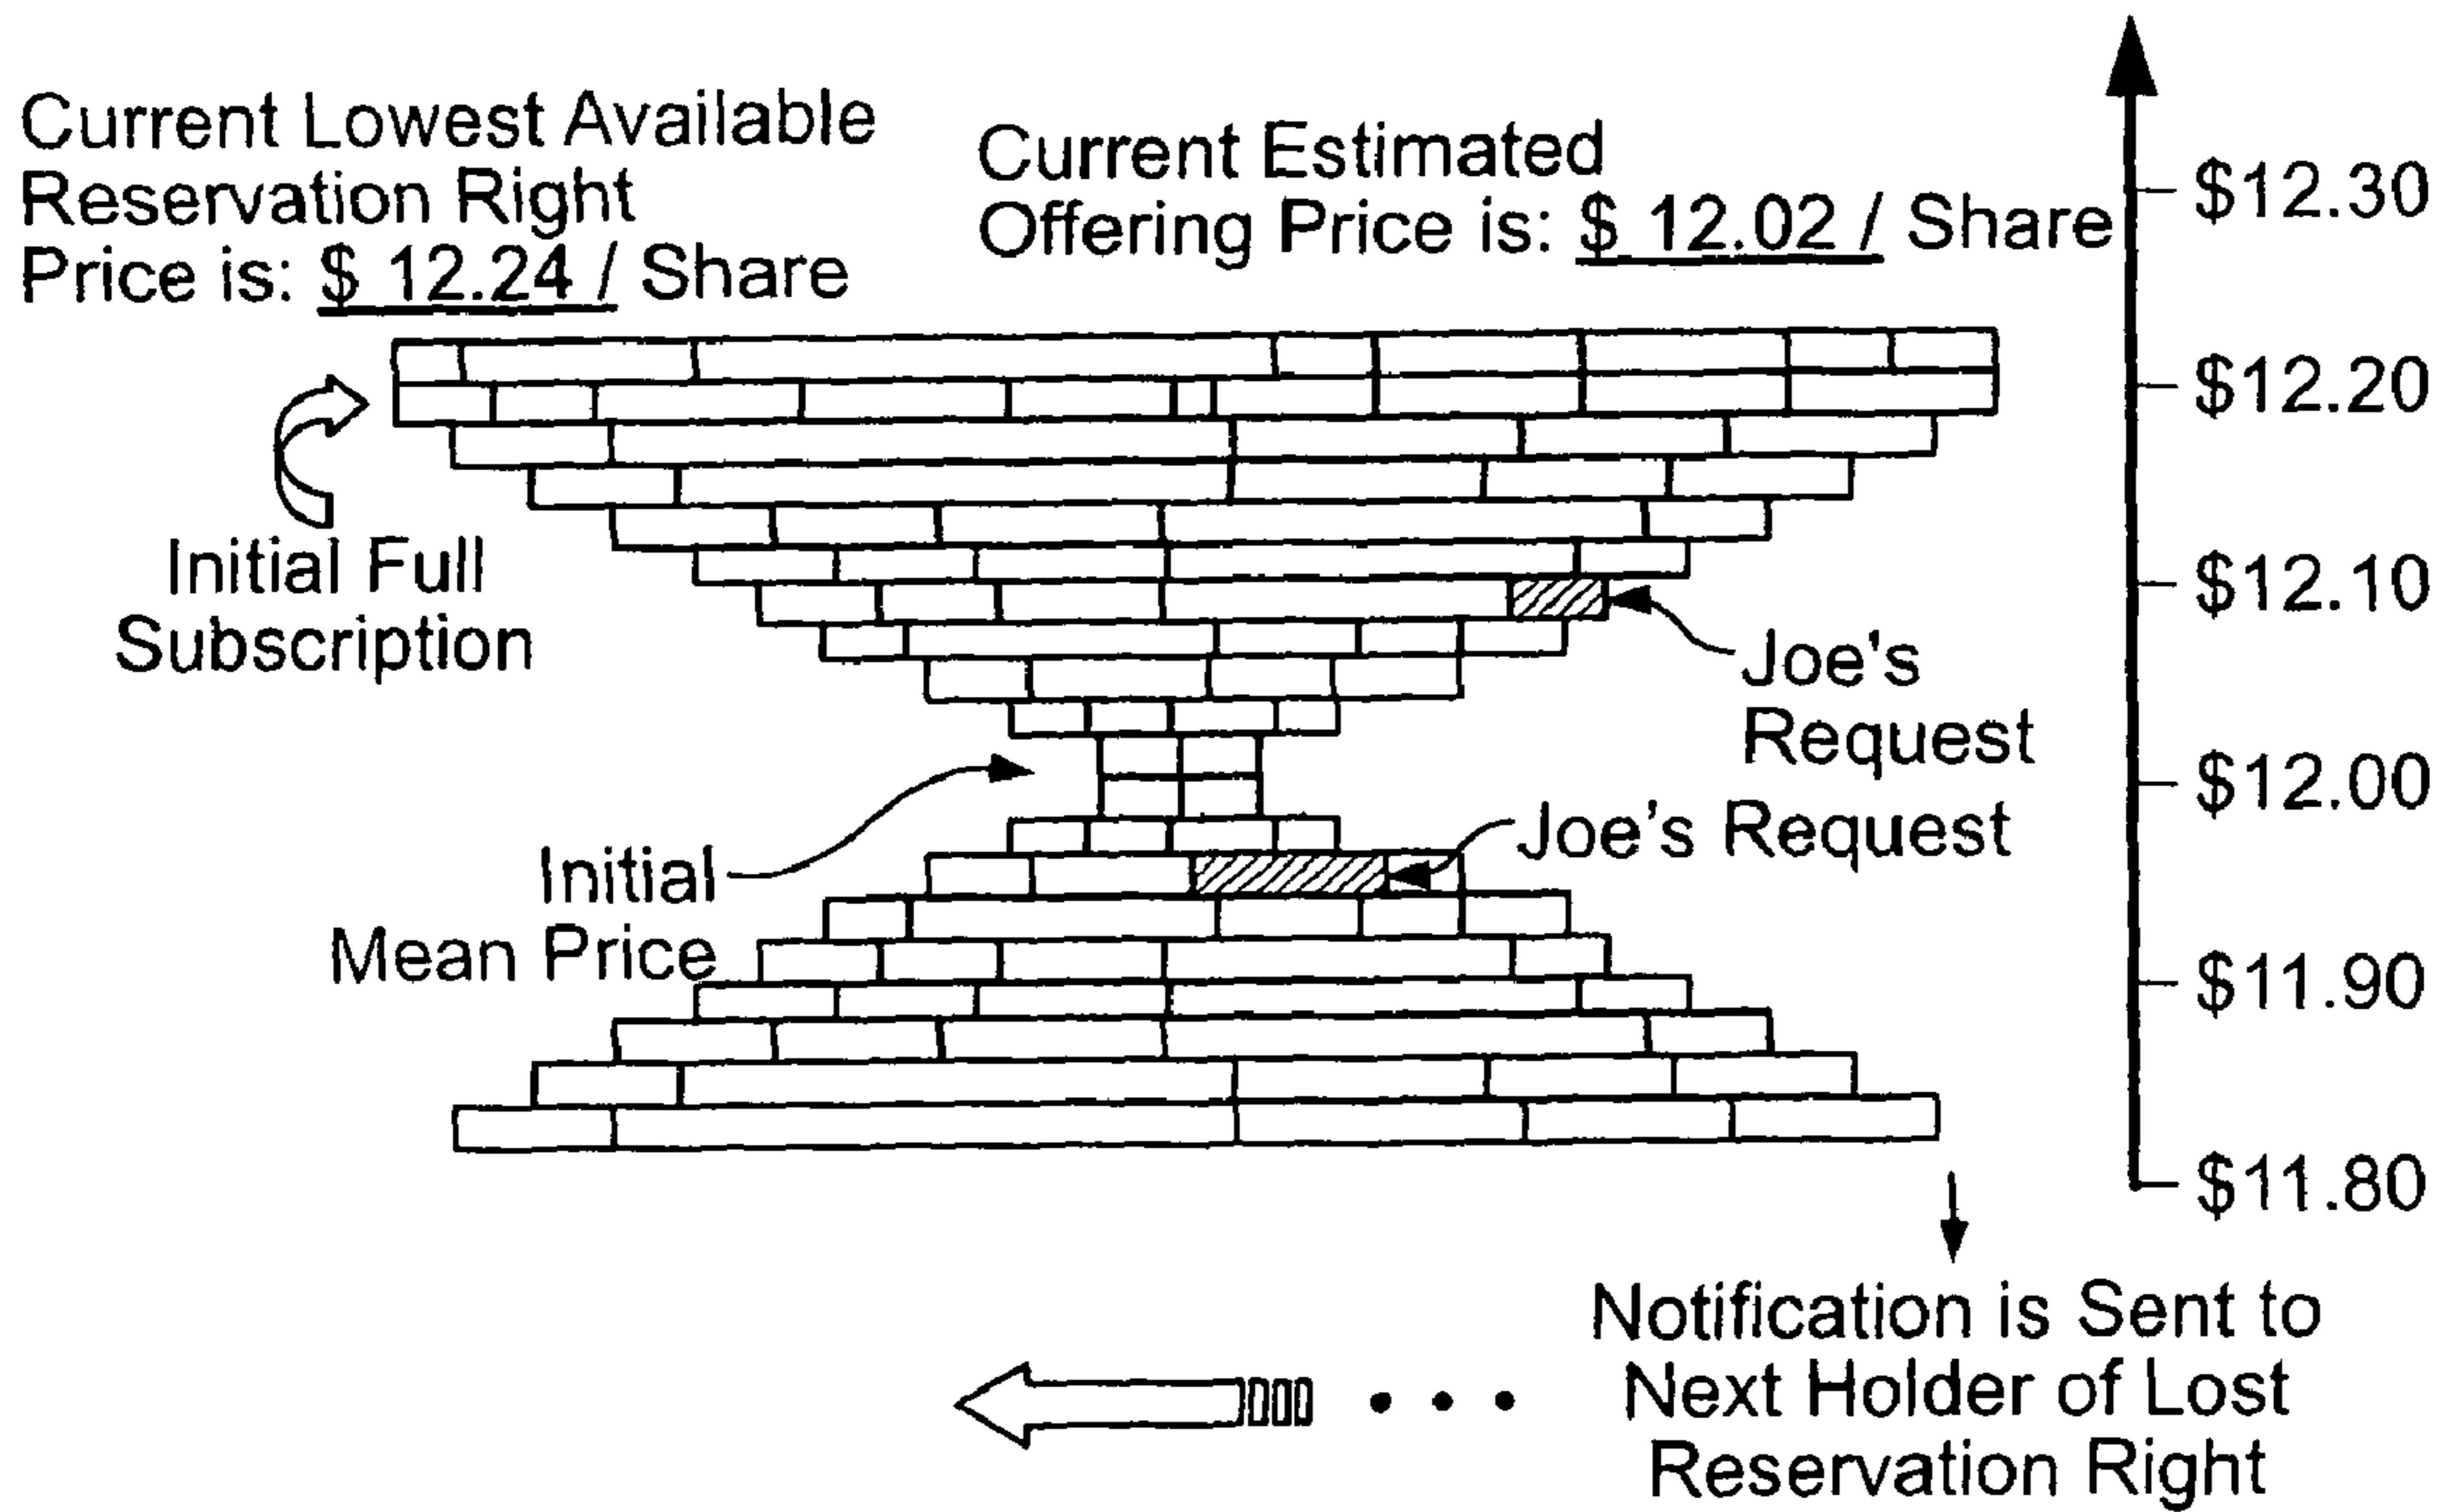 Current Lowest Available
Reservation Right
Price is: $ 12.24 / Share
Current Estimated
Offering Price is: $ 12.02 / Share
$12.30
$12.20
$12.10
$12.00
$11.90
$11.80
Initial Full
Subscription
Joe's
Request
Joe's Request
Initial
Mean Price
Notification is Sent to
Next Holder of Lost
Reservation Right